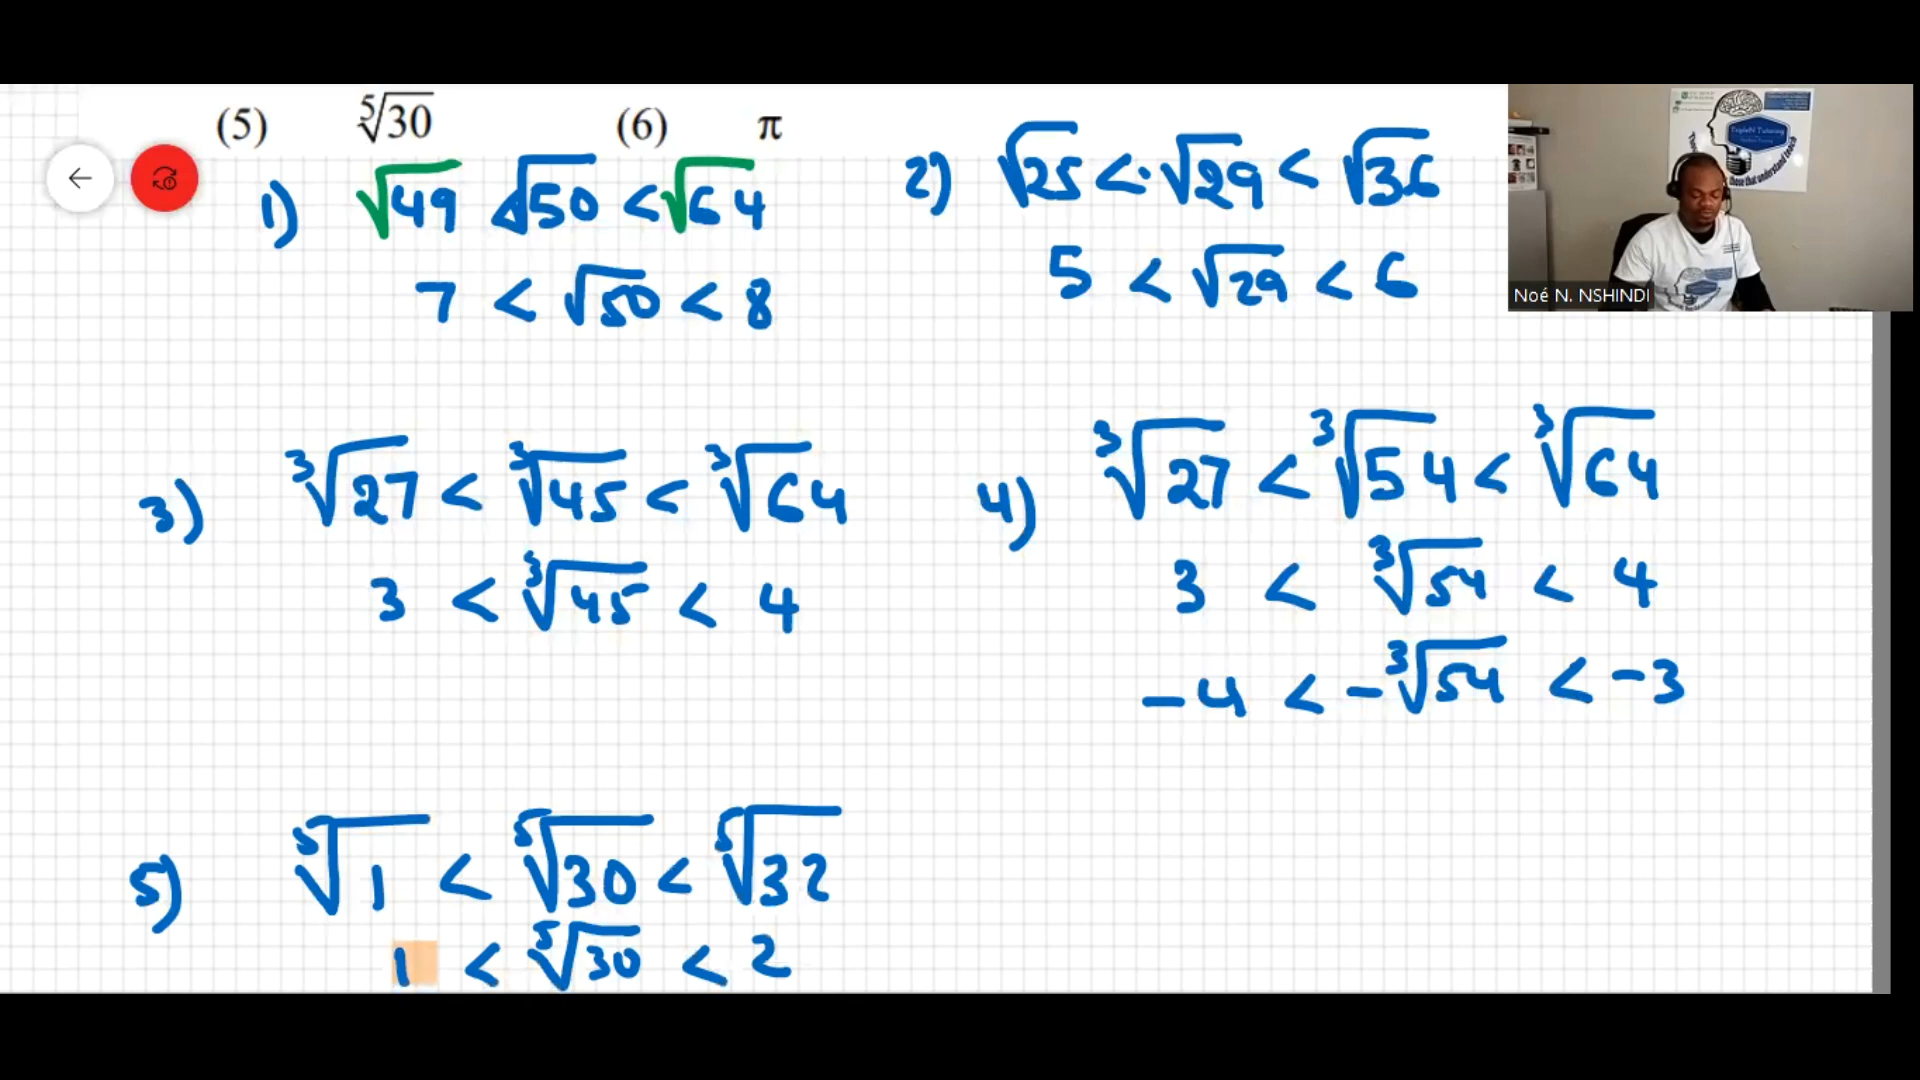 (5) ⁵√30 (6) π
1) √49 √50 < √64
7 < √50 < 8
2) √25 < √29 < √36
5 < √29 < 6
TripleN Tutoring
Noé N. NSHINDI
3) ³√27 < ³√45 < ³√64
3 < ³√45 < 4
4) ³√27 < ³√54 < ³√64
3 < ³√54 < 4
-4 < -³√54 < -3
5) ⁵√1 < ⁵√30 < ⁵√32
1 < ⁵√30 < 2